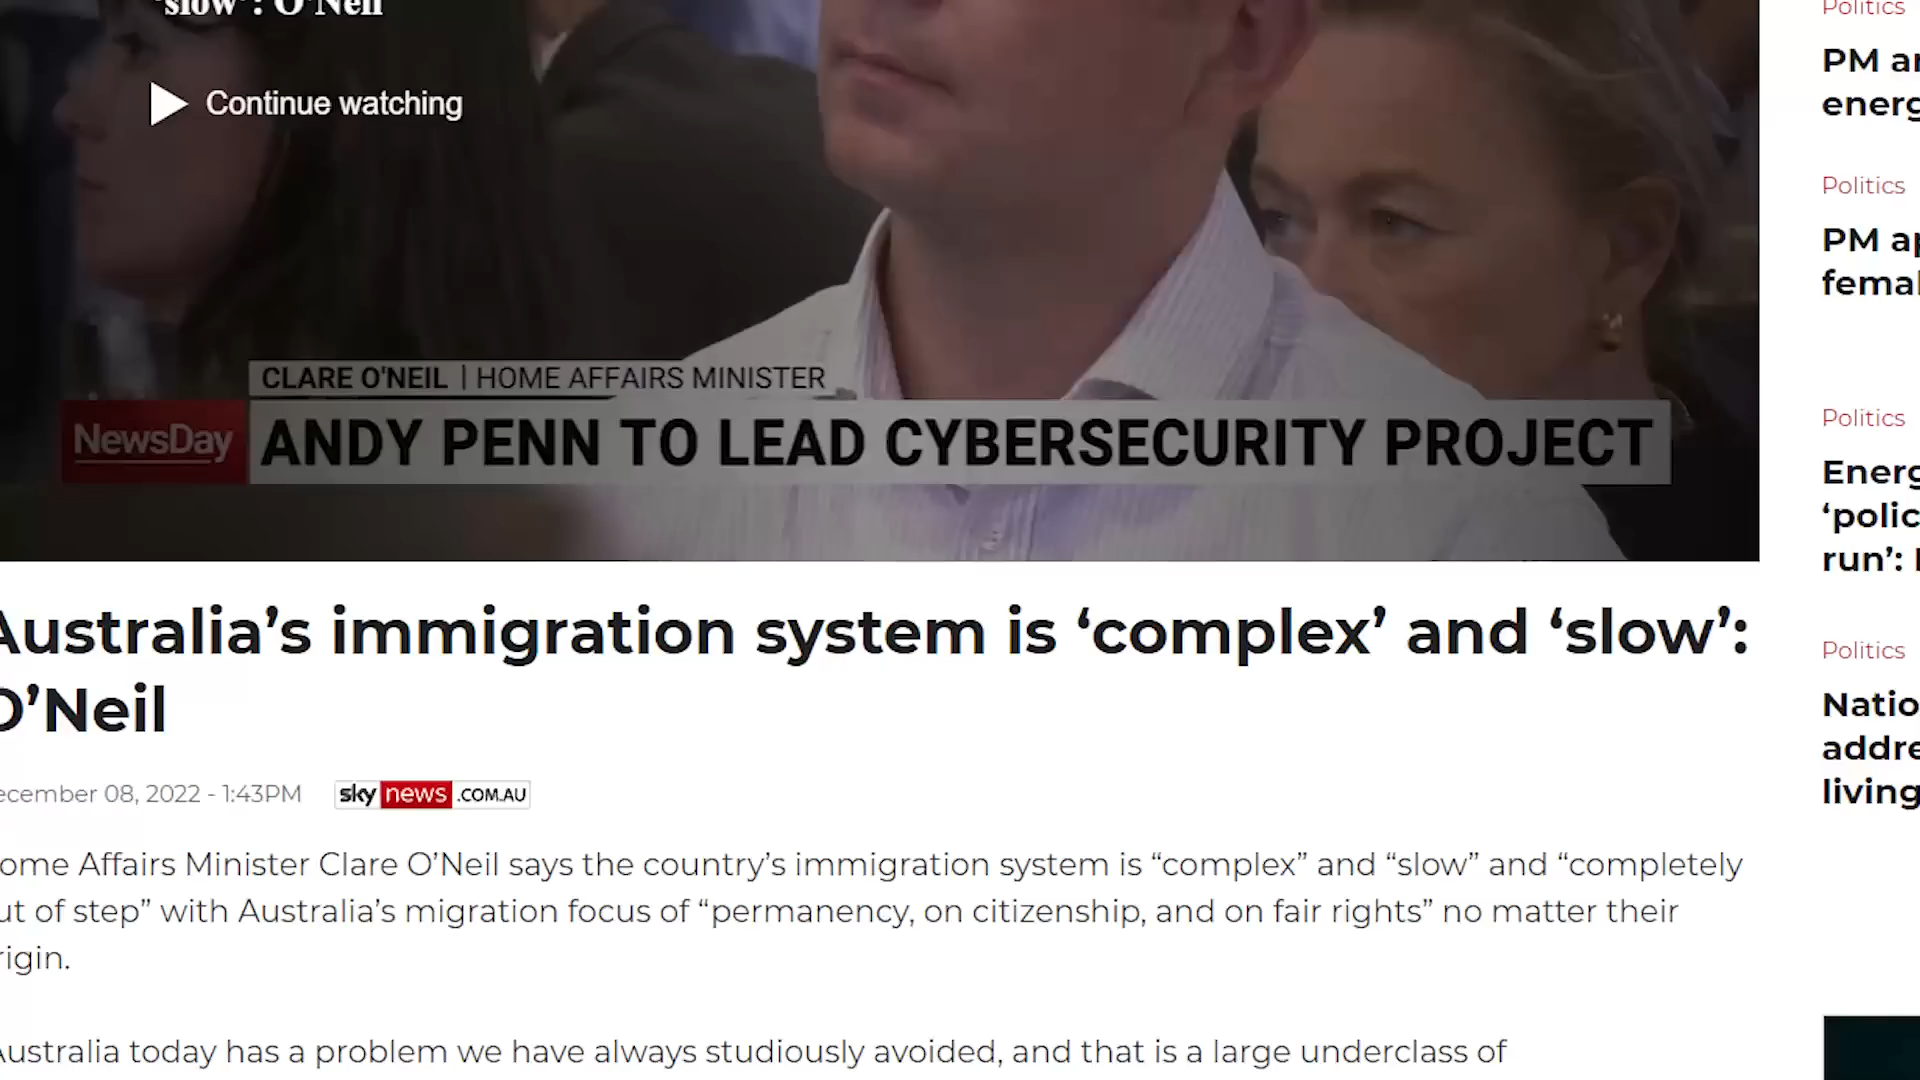 'slow': O'Neil
Continue watching
CLARE O'NEIL | HOME AFFAIRS MINISTER
NewsDay
ANDY PENN TO LEAD CYBERSECURITY PROJECT
Australia’s immigration system is ‘complex’ and ‘slow’:
O’Neil
ecember 08, 2022 - 1:43PM
sky news .COM.AU
ome Affairs Minister Clare O’Neil says the country’s immigration system is “complex” and “slow” and “completely
ut of step” with Australia’s migration focus of “permanency, on citizenship, and on fair rights” no matter their
rigin.
Australia today has a problem we have always studiously avoided, and that is a large underclass of
Politics
PM ar
energ
Politics
PM ap
femal
Politics
Energ
‘polic
run’:
Politics
Natio
addre
living